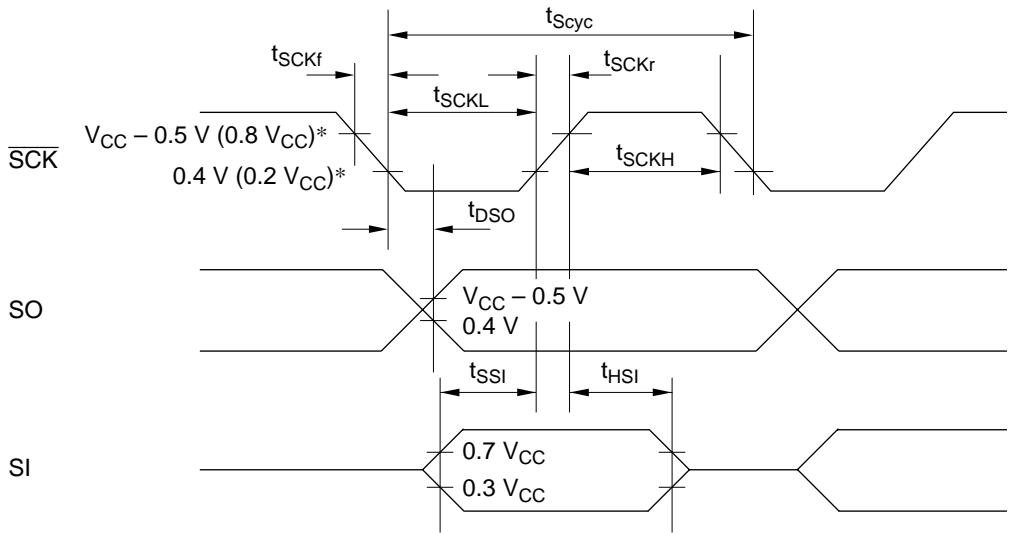 tScyc
tSCKf
tSCKr
tSCKL
VCC – 0.5 V (0.8 VCC)*
SCK
tSCKH
0.4 V (0.2 VCC)*
tDSO
SO
VCC – 0.5 V
0.4 V
tSSI
tHSI
SI
0.7 VCC
0.3 VCC